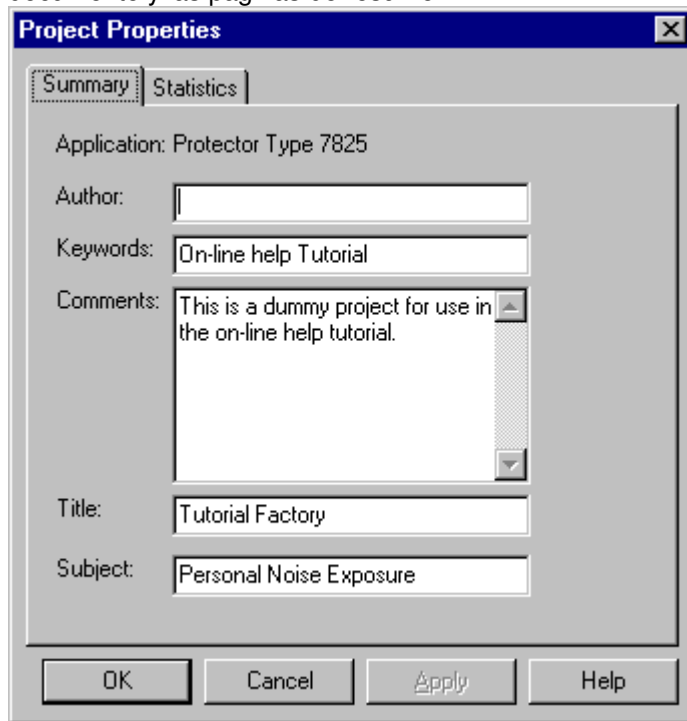 Project Properties
Summary Statistics
Application: Protector Type 7825
Author:
Keywords: On-line help Tutorial
Comments: This is a dummy project for use in
the on-line help tutorial.
Title: Tutorial Factory
Subject: Personal Noise Exposure
OK Cancel Apply Help